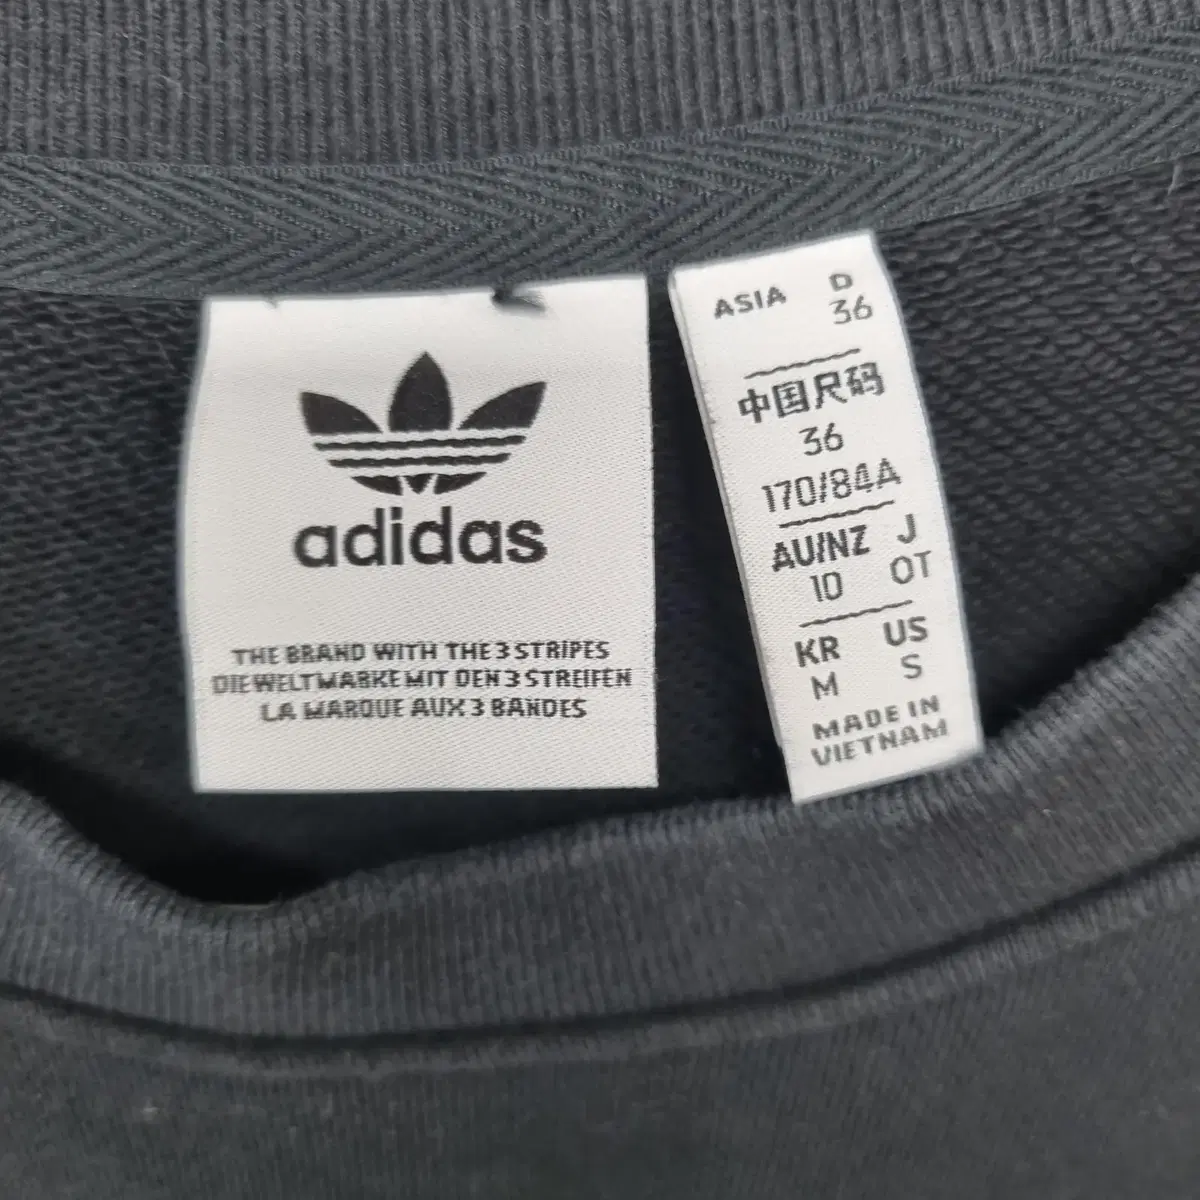 adidas
THE BRAND WITH THE 3 STRIPES
DIE WELTMARKE MIT DEN 3 STREIFEN
LA MARQUE AUX 3 BANDES
ASIA D
36
中国尺码
36
170/84A
AU/NZ J
10 OT
KR US
M S
MADE IN
VIETNAM